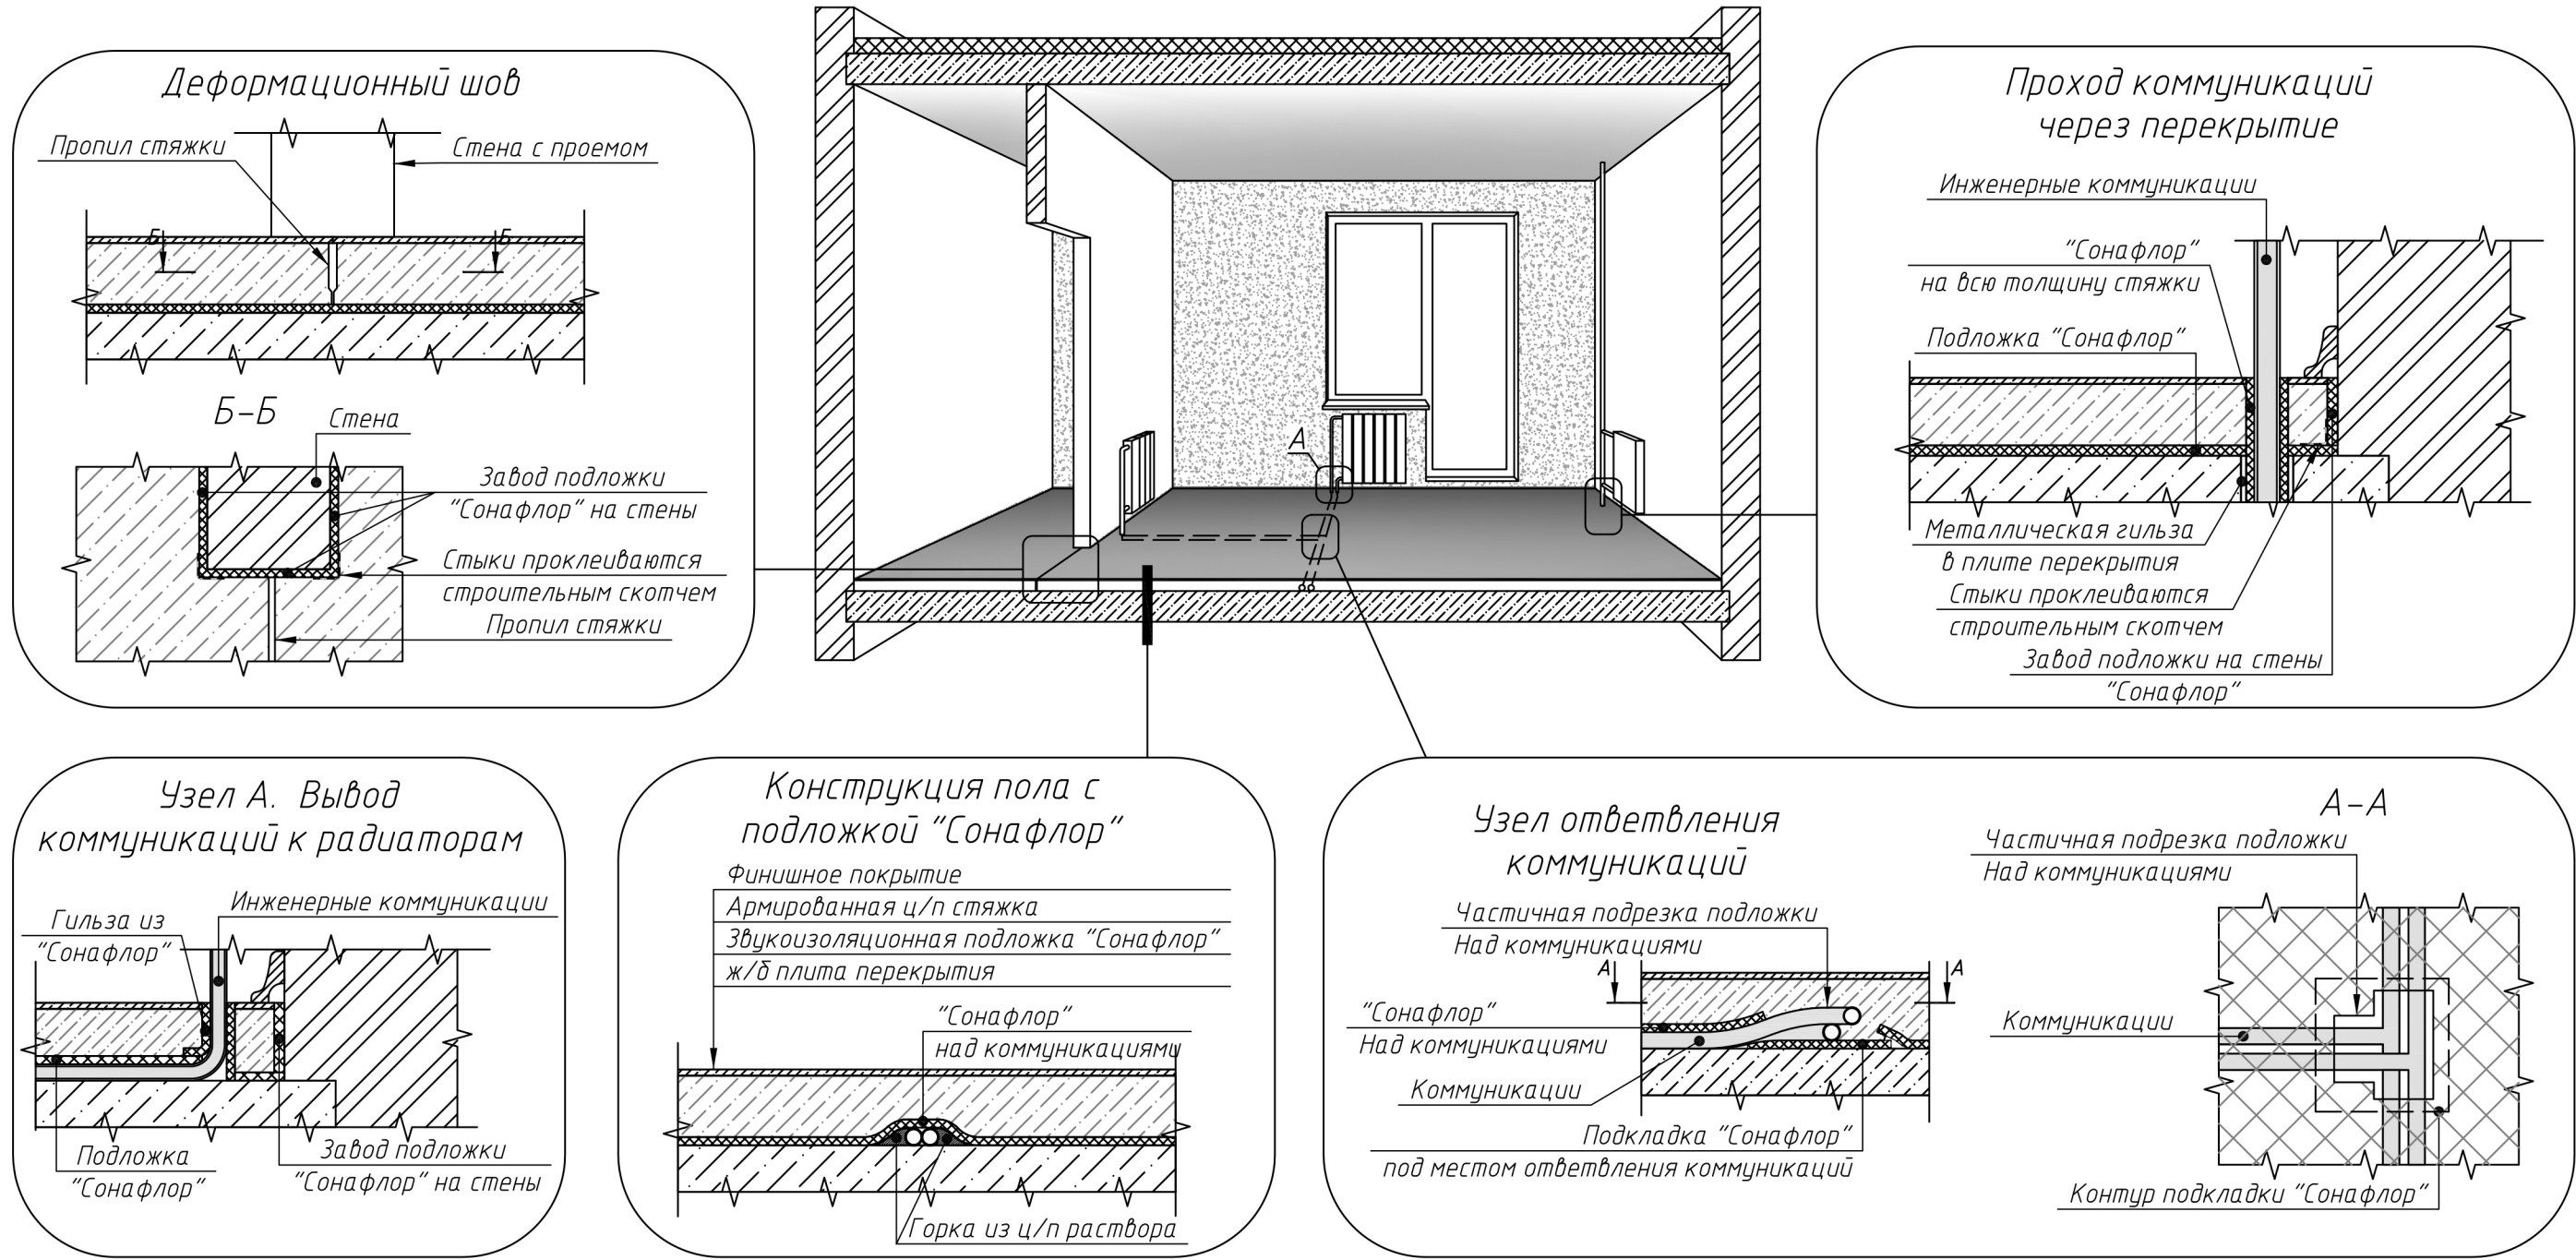 Деформационный шов
Пропил стяжки
Стена с проемом
Б
Б
Б-Б
Стена
Завод подложки
"Сонафлор" на стены
Стыки проклеиваются
строительным скотчем
Пропил стяжки
А
Проход коммуникаций
через перекрытие
Инженерные коммуникации
"Сонафлор"
на всю толщину стяжки
Подложка "Сонафлор"
Металлическая гильза
в плите перекрытия
Стыки проклеиваются
строительным скотчем
Завод подложки на стены
"Сонафлор"
Узел А. Вывод
коммуникаций к радиаторам
Инженерные коммуникации
Гильза из
"Сонафлор"
Подложка
"Сонафлор"
Завод подложки
"Сонафлор" на стены
Конструкция пола с
подложкой "Сонафлор"
Финишное покрытие
Армированная ц/п стяжка
Звукоизоляционная подложка "Сонафлор"
ж/б плита перекрытия
"Сонафлор"
над коммуникациями
Горка из ц/п раствора
Узел ответвления
коммуникаций
Частичная подрезка подложки
Над коммуникациями
А
А
"Сонафлор"
Над коммуникациями
Коммуникации
Подкладка "Сонафлор"
под местом ответвления коммуникаций
А-А
Частичная подрезка подложки
Над коммуникациями
Коммуникации
Контур подкладки "Сонафлор"